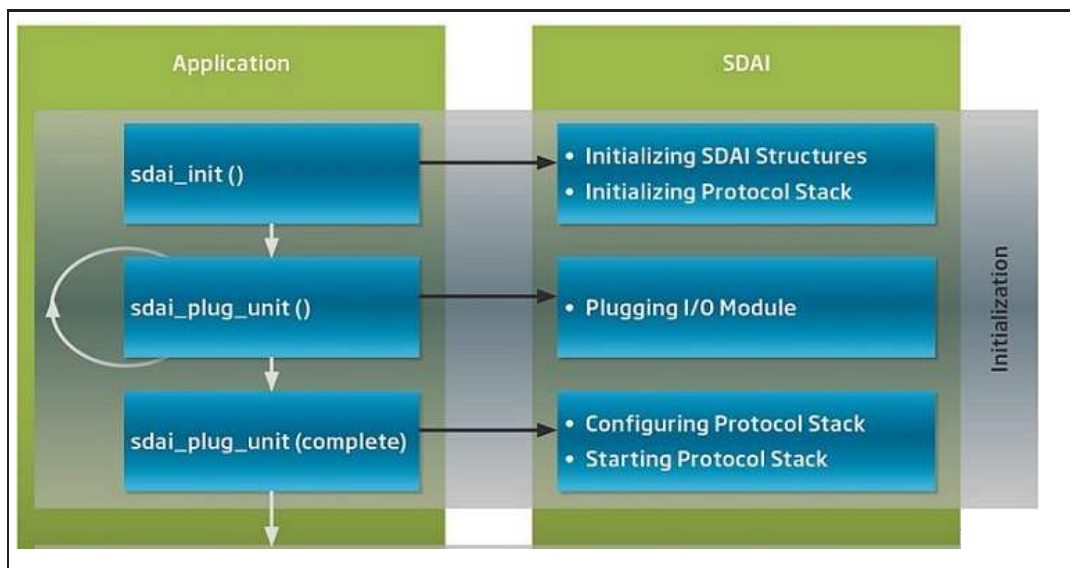 Application
SDAI
sdai_init ()
• Initializing SDAI Structures
• Initializing Protocol Stack
sdai_plug_unit ()
• Plugging I/O Module
sdai_plug_unit (complete)
• Configuring Protocol Stack
• Starting Protocol Stack
Initialization